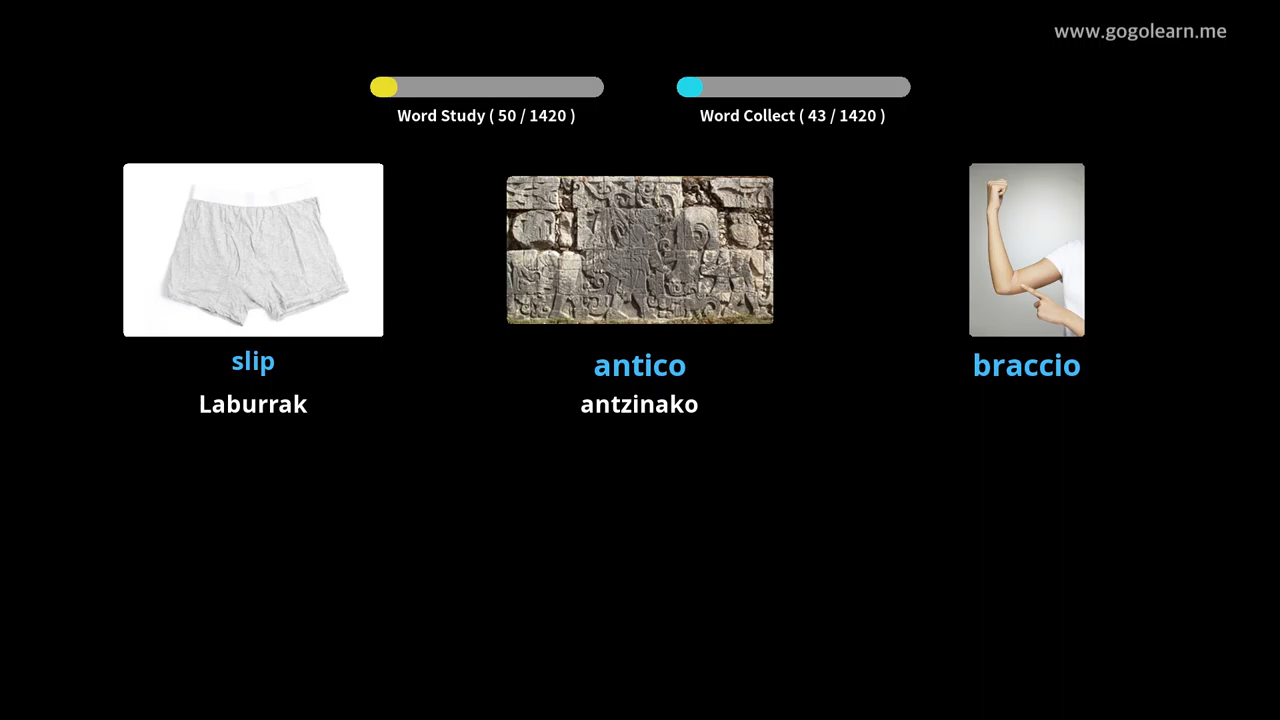 www.gogolearn.me
Word Study ( 50 / 1420 )
Word Collect ( 43 / 1420 )
slip
Laburrak
antico
antzinako
braccio